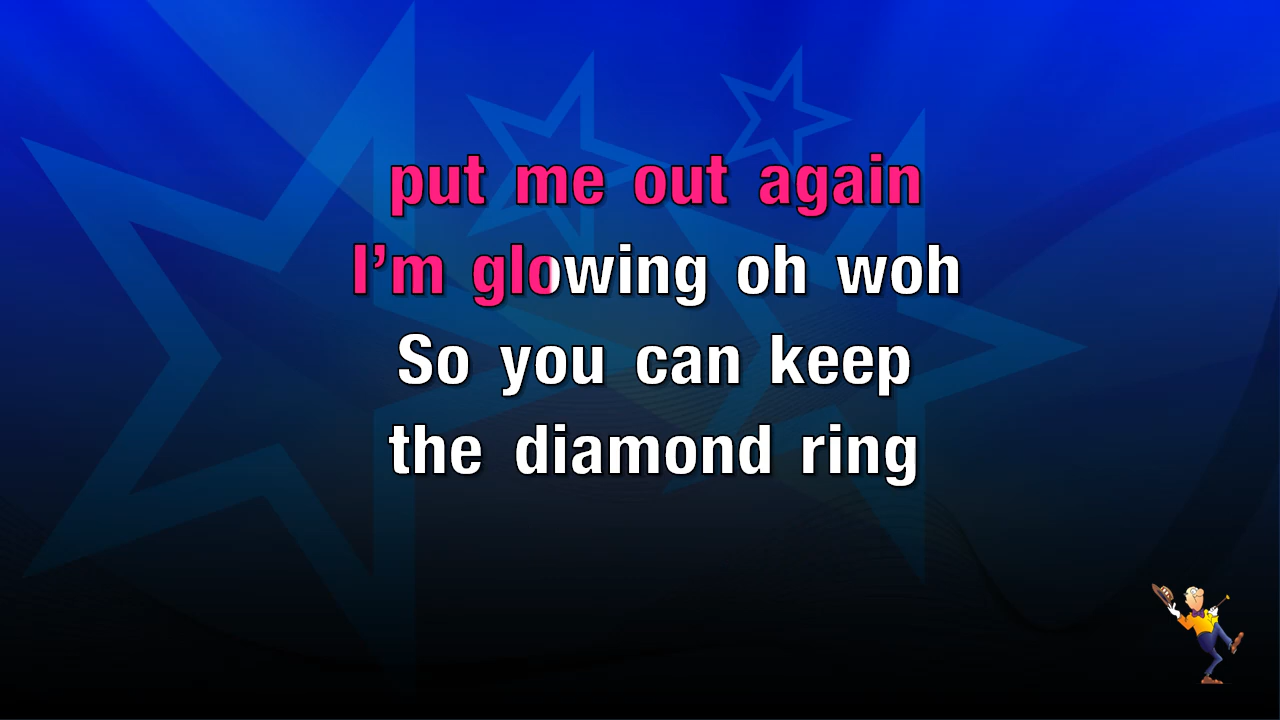 put me out again
I’m glowing oh woh
So you can keep
the diamond ring